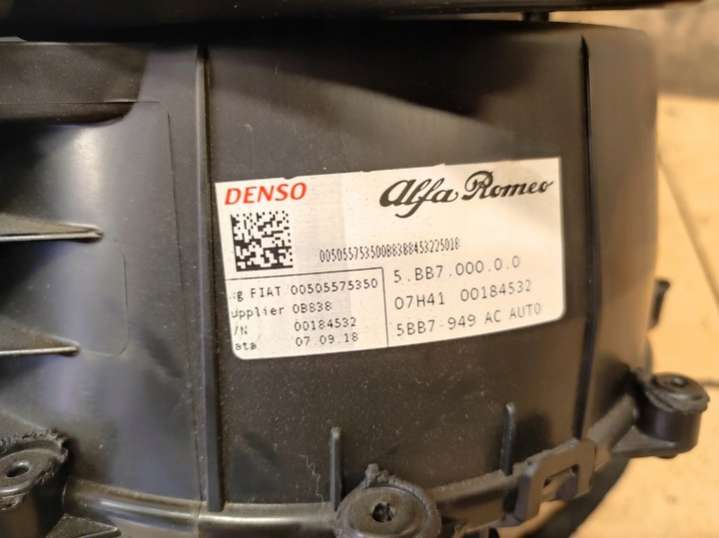 DENSO Alfa Romeo
005055753500B83B8453225018
g FIAT 00505575350 5.BB7.000.0.0
upplier 0B838 07H41 00184532
/N 00184532 5BB7-949 AC AUTO
ata 07.09.18